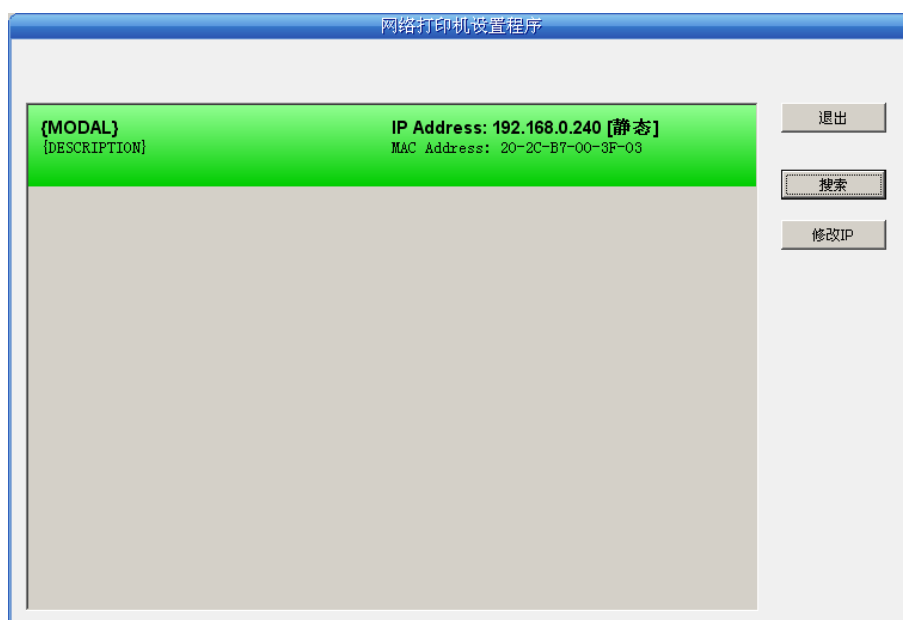 网络打印机设置程序
{MODAL}
{DESCRIPTION}
IP Address: 192.168.0.240 [静态]
MAC Address: 20-2C-B7-00-3F-03
退出
搜索
修改IP